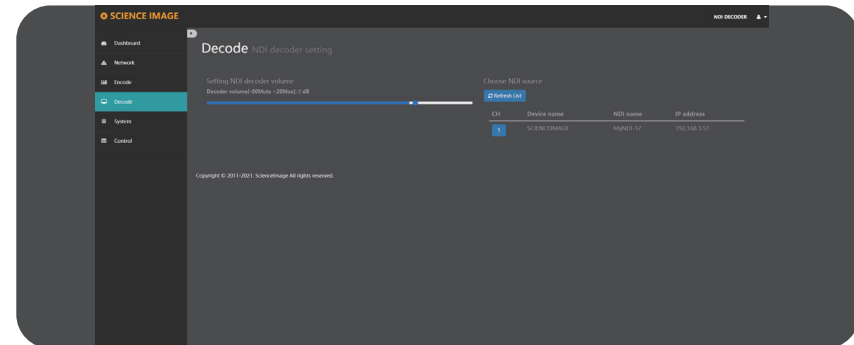 SCIENCE IMAGE
NDI DECODER
Dashboard
Network
Encode
Decode
System
Control
Decode NDI decoder setting
Setting NDI decoder volume
Decoder volume(-80Mute +20Max): 0 dB
Choose NDI source
Refresh List
CH Device name NDI name IP address
1 SCIENCEIMAGE MyNDI-57 192.168.3.57
Copyright © 2011-2021. ScienceImage All rights reserved.